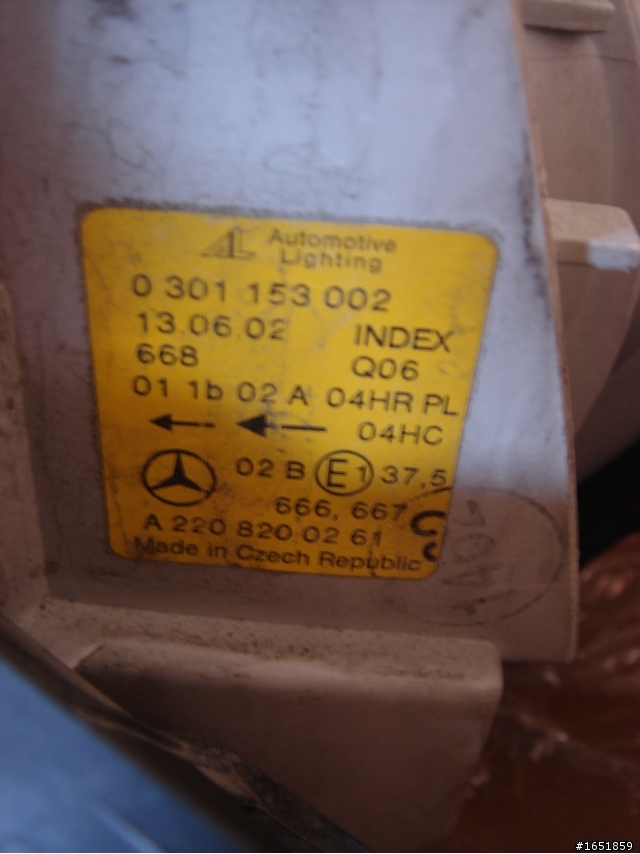 AL Automotive
Lighting
0 301 153 002
13.06.02 INDEX
668 Q06
01 1b 02 A 04HR PL
04HC
02 B E1 37,5
666, 667
A 220 820 02 61
Made in Czech Republic
#1651859